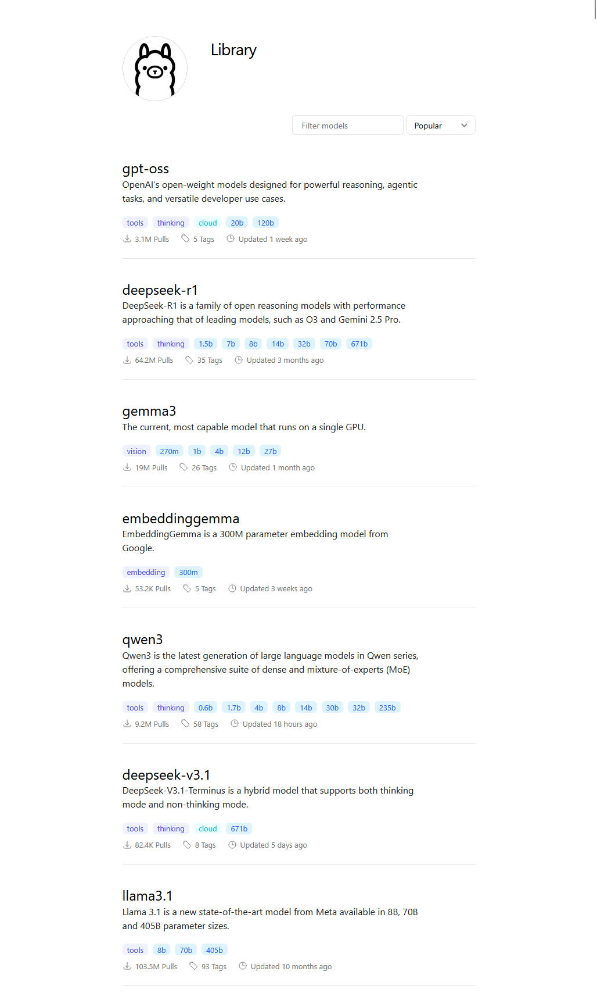 Library
Filter models
Popular
gpt-oss
OpenAI's open-weight models designed for powerful reasoning, agentic
tasks, and versatile developer use cases.
tools thinking cloud 20b 120b
3.1M Pulls 5 Tags Updated 1 week ago
deepseek-r1
DeepSeek-R1 is a family of open reasoning models with performance
approaching that of leading models, such as O3 and Gemini 2.5 Pro.
tools thinking 1.5b 7b 8b 14b 32b 70b 671b
64.2M Pulls 35 Tags Updated 3 months ago
gemma3
The current, most capable model that runs on a single GPU.
vision 270m 1b 4b 12b 27b
19M Pulls 26 Tags Updated 1 month ago
embeddinggemma
EmbeddingGemma is a 300M parameter embedding model from
Google.
embedding 300m
53.2K Pulls 5 Tags Updated 3 weeks ago
qwen3
Qwen3 is the latest generation of large language models in Qwen series,
offering a comprehensive suite of dense and mixture-of-experts (MoE)
models.
tools thinking 0.6b 1.7b 4b 8b 14b 30b 32b 235b
9.2M Pulls 58 Tags Updated 18 hours ago
deepseek-v3.1
DeepSeek-V3.1-Terminus is a hybrid model that supports both thinking
mode and non-thinking mode.
tools thinking cloud 671b
82.4K Pulls 8 Tags Updated 5 days ago
llama3.1
Llama 3.1 is a new state-of-the-art model from Meta available in 8B, 70B
and 405B parameter sizes.
tools 8b 70b 405b
103.5M Pulls 93 Tags Updated 10 months ago